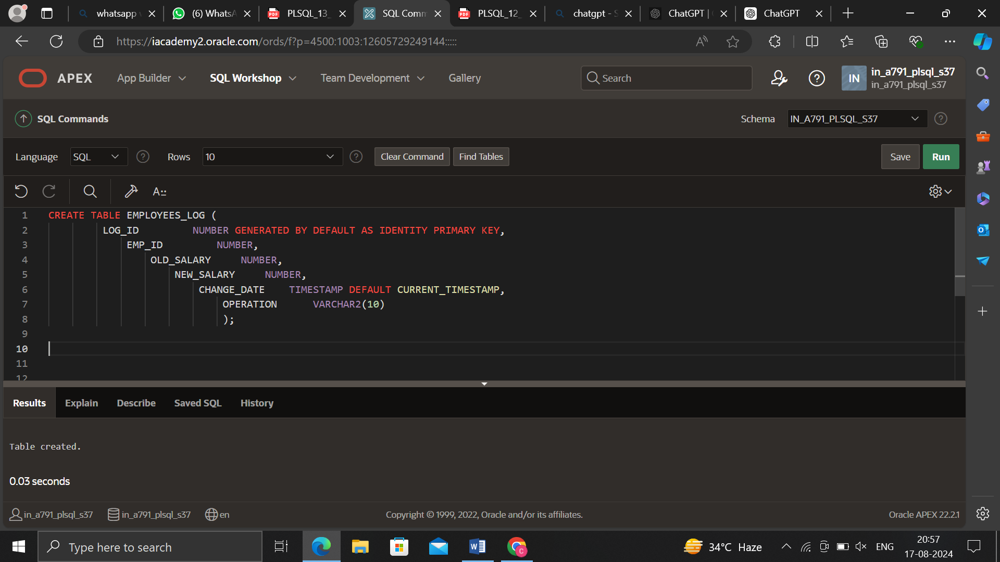 whatsapp
(6) WhatsA
PLSQL_13_
SQL Comm
PLSQL_12_
chatgpt - S
ChatGPT |
ChatGPT
https://iacademy2.oracle.com/ords/f?p=4500:1003:12605729249144:::::
APEX
App Builder
SQL Workshop
Team Development
Gallery
Search
IN
in_a791_plsql_s37
in_a791_plsql_s37
SQL Commands
Schema
IN_A791_PLSQL_S37
Language
SQL
Rows
10
Clear Command
Find Tables
Save
Run
1 CREATE TABLE EMPLOYEES_LOG (
2 LOG_ID NUMBER GENERATED BY DEFAULT AS IDENTITY PRIMARY KEY,
3 EMP_ID NUMBER,
4 OLD_SALARY NUMBER,
5 NEW_SALARY NUMBER,
6 CHANGE_DATE TIMESTAMP DEFAULT CURRENT_TIMESTAMP,
7 OPERATION VARCHAR2(10)
8 );
9
10
11
12
Results
Explain
Describe
Saved SQL
History
Table created.
0.03 seconds
in_a791_plsql_s37
in_a791_plsql_s37
en
Copyright © 1999, 2022, Oracle and/or its affiliates.
Oracle APEX 22.2.1
Type here to search
34°C Haze
ENG
20:57
17-08-2024